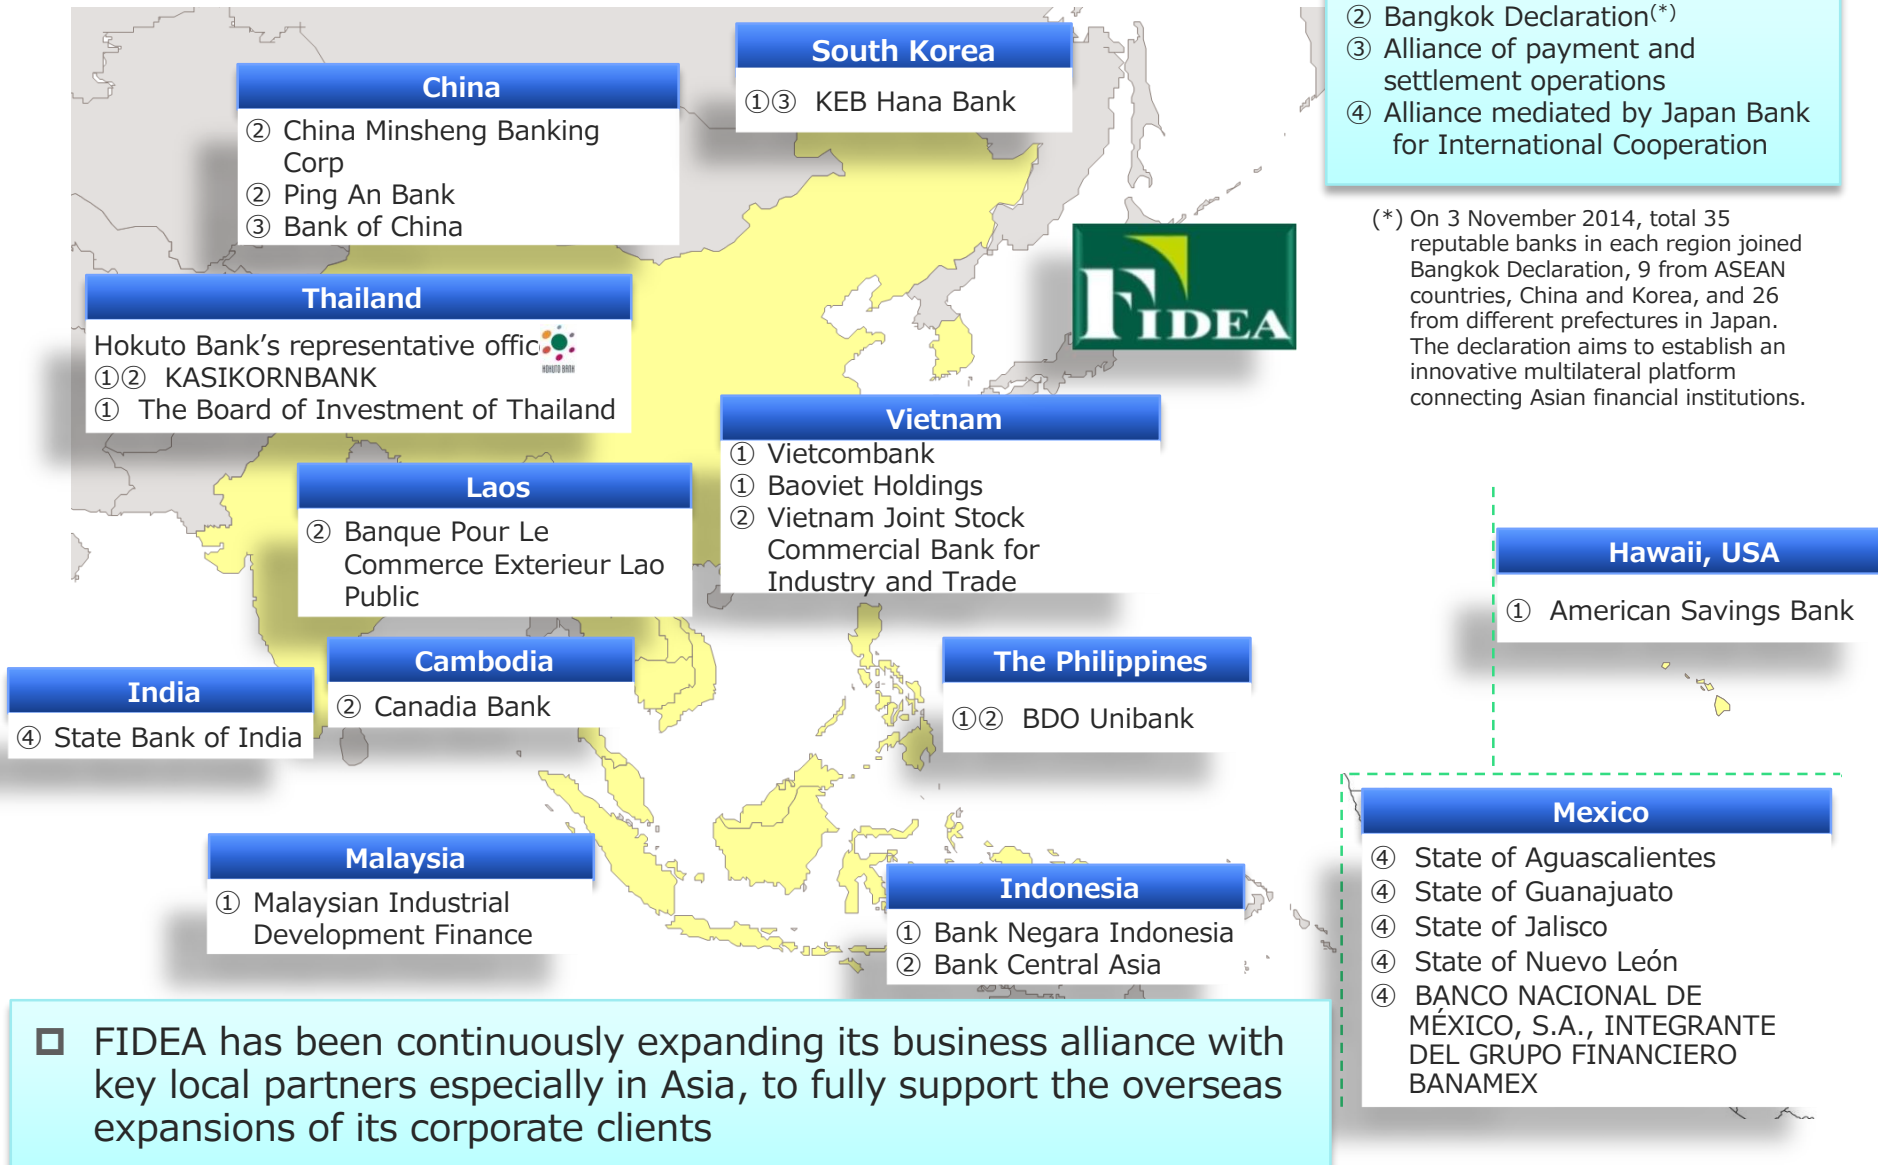 ② Bangkok Declaration(*)
③ Alliance of payment and
settlement operations
④ Alliance mediated by Japan Bank
for International Cooperation
(*) On 3 November 2014, total 35
reputable banks in each region joined
Bangkok Declaration, 9 from ASEAN
countries, China and Korea, and 26
from different prefectures in Japan.
The declaration aims to establish an
innovative multilateral platform
connecting Asian financial institutions.
South Korea
①③ KEB Hana Bank
China
② China Minsheng Banking
Corp
② Ping An Bank
③ Bank of China
FIDEA
Thailand
Hokuto Bank’s representative offic
HOKUTO BANK
①② KASIKORNBANK
① The Board of Investment of Thailand
Vietnam
① Vietcombank
① Baoviet Holdings
② Vietnam Joint Stock
Commercial Bank for
Industry and Trade
Laos
② Banque Pour Le
Commerce Exterieur Lao
Public
Hawaii, USA
① American Savings Bank
Cambodia
② Canadia Bank
The Philippines
①② BDO Unibank
India
④ State Bank of India
Mexico
④ State of Aguascalientes
④ State of Guanajuato
④ State of Jalisco
④ State of Nuevo León
④ BANCO NACIONAL DE
MÉXICO, S.A., INTEGRANTE
DEL GRUPO FINANCIERO
BANAMEX
Malaysia
① Malaysian Industrial
Development Finance
Indonesia
① Bank Negara Indonesia
② Bank Central Asia
FIDEA has been continuously expanding its business alliance with
key local partners especially in Asia, to fully support the overseas
expansions of its corporate clients